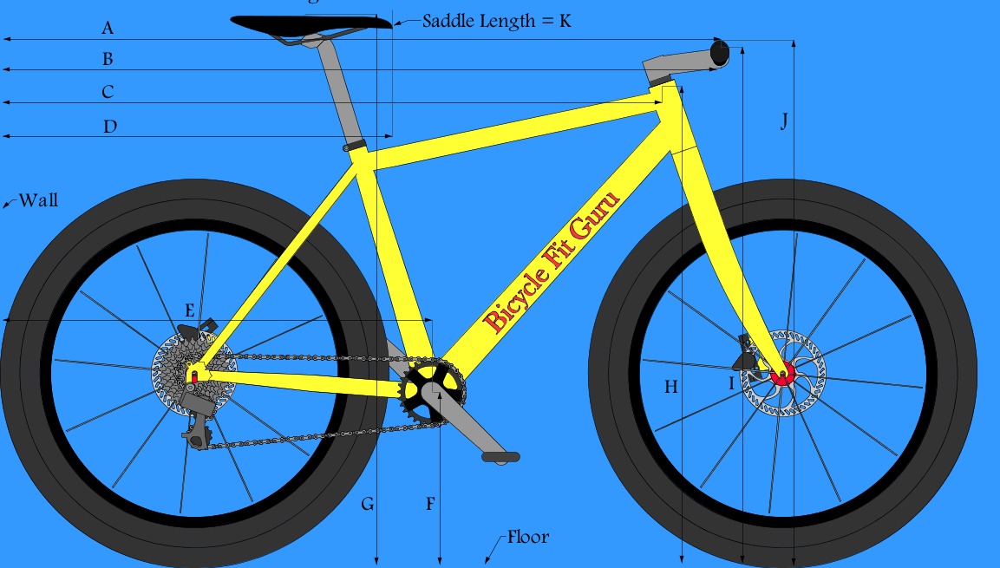 Saddle Length = K
A
B
C
D
J
Wall
Bicycle Fit Guru
E
H
I
G
F
Floor